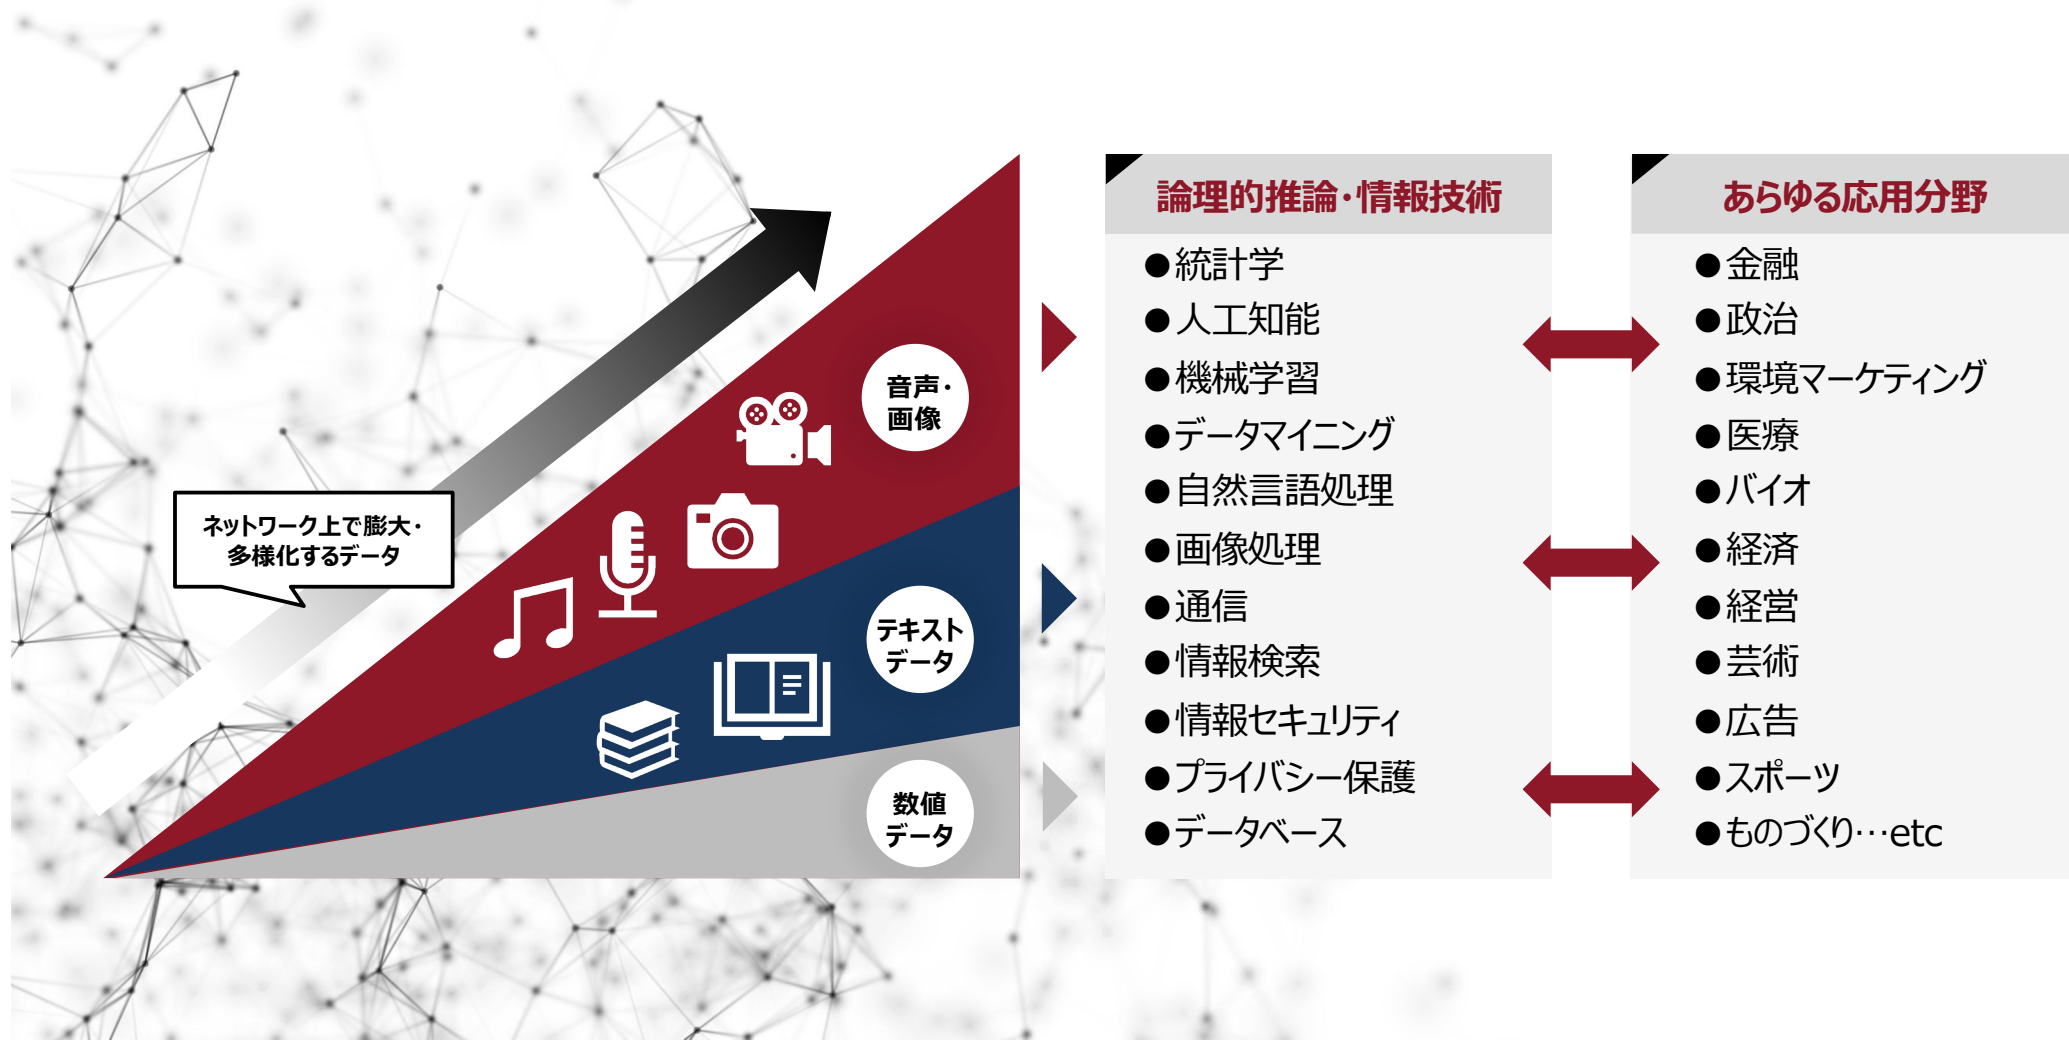 ネットワーク上で膨大・
多様化するデータ
音声・
画像
テキスト
データ
数値
データ
論理的推論・情報技術
●統計学
●人工知能
●機械学習
●データマイニング
●自然言語処理
●画像処理
●通信
●情報検索
●情報セキュリティ
●プライバシー保護
●データベース
あらゆる応用分野
●金融
●政治
●環境マーケティング
●医療
●バイオ
●経済
●経営
●芸術
●広告
●スポーツ
●ものづくり…etc